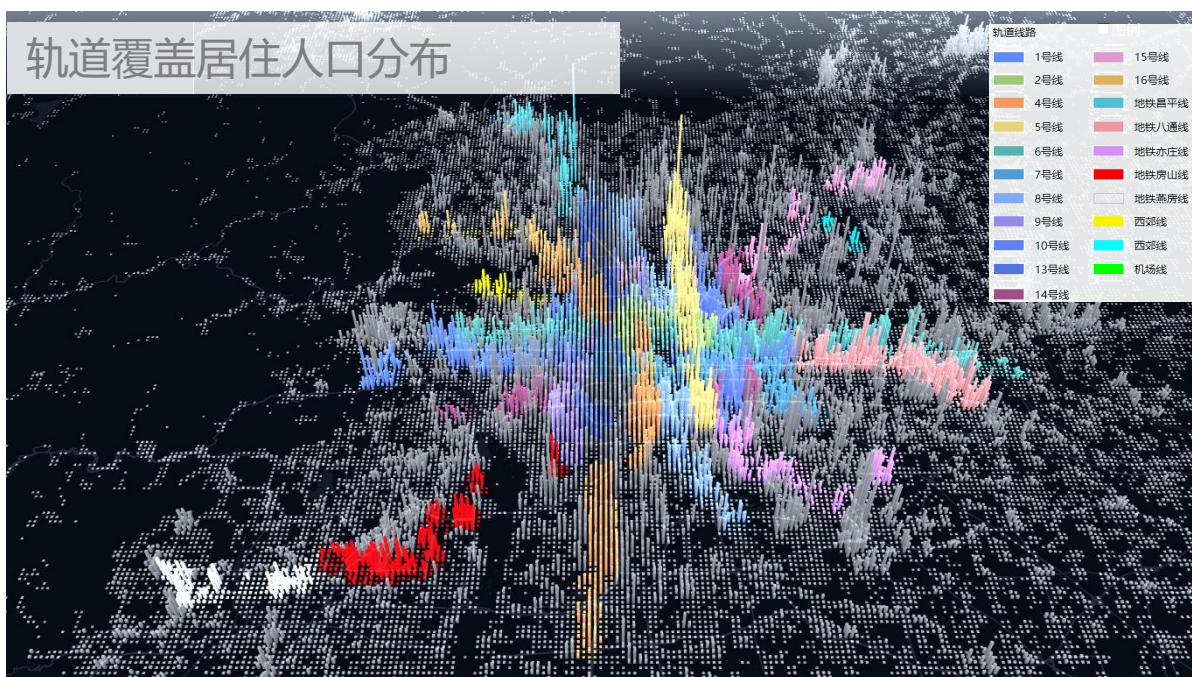 轨道覆盖居住人口分布
轨道线路
图例
1号线
2号线
4号线
5号线
6号线
7号线
8号线
9号线
10号线
13号线
14号线
15号线
16号线
地铁昌平线
地铁八通线
地铁亦庄线
地铁房山线
地铁燕房线
西郊线
西郊线
机场线